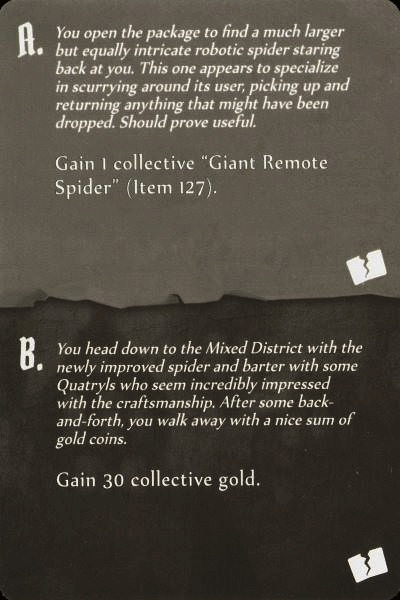 A.
You open the package to find a much larger
but equally intricate robotic spider staring
back at you. This one appears to specialize
in scurrying around its user, picking up and
returning anything that might have been
dropped. Should prove useful.
Gain 1 collective “Giant Remote
Spider” (Item 127).
B.
You head down to the Mixed District with the
newly improved spider and barter with some
Quatryls who seem incredibly impressed
with the craftsmanship. After some back-
and-forth, you walk away with a nice sum of
gold coins.
Gain 30 collective gold.